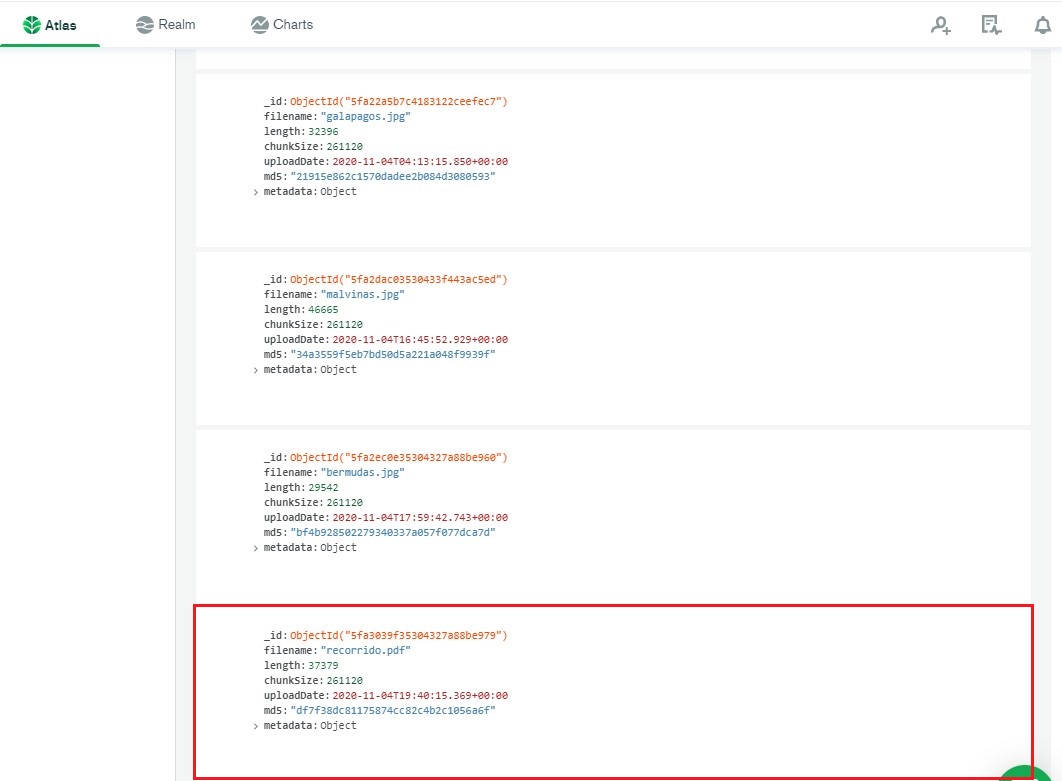 Atlas Realm Charts
_id: ObjectId("5fa22a5b7c4183122ceefec7")
filename: "galapagos.jpg"
length: 32396
chunkSize: 261120
uploadDate: 2020-11-04T04:13:15.850+00:00
md5: "21915e862c1570dadee2b084d3080593"
metadata: Object
_id: ObjectId("5fa2dac03530433f443ac5ed")
filename: "malvinas.jpg"
length: 46665
chunkSize: 261120
uploadDate: 2020-11-04T16:45:52.929+00:00
md5: "34a3559f5eb7bd50d5a221a048f9939f"
metadata: Object
_id: ObjectId("5fa2ec0e35304327a88be960")
filename: "bermudas.jpg"
length: 29542
chunkSize: 261120
uploadDate: 2020-11-04T17:59:42.743+00:00
md5: "bf4b928502279340337a057f077dca7d"
metadata: Object
_id: ObjectId("5fa3039f35304327a88be979")
filename: "recorrido.pdf"
length: 37379
chunkSize: 261120
uploadDate: 2020-11-04T19:40:15.369+00:00
md5: "df7f38dc81175874cc82c4b2c1056a6f"
metadata: Object